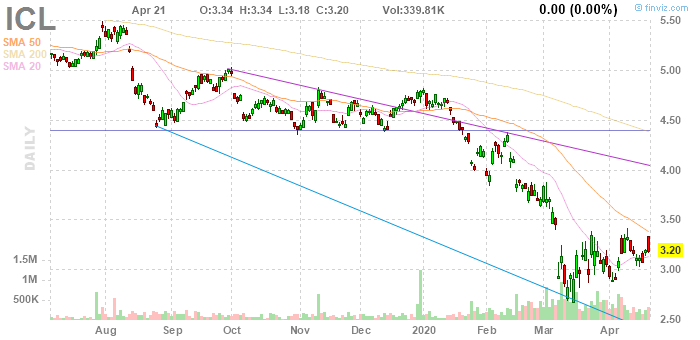 ICL
Apr 21 O:3.34 H:3.34 L:3.18 C:3.20 Vol:339.81K 0.00 (0.00%)
© finviz.com
SMA 50
SMA 200
SMA 20
DAILY
5.50
5.00
4.50
4.00
3.50
3.20
3.00
2.50
1.5M
1M
500K
Aug Sep Oct Nov Dec 2020 Feb Mar Apr